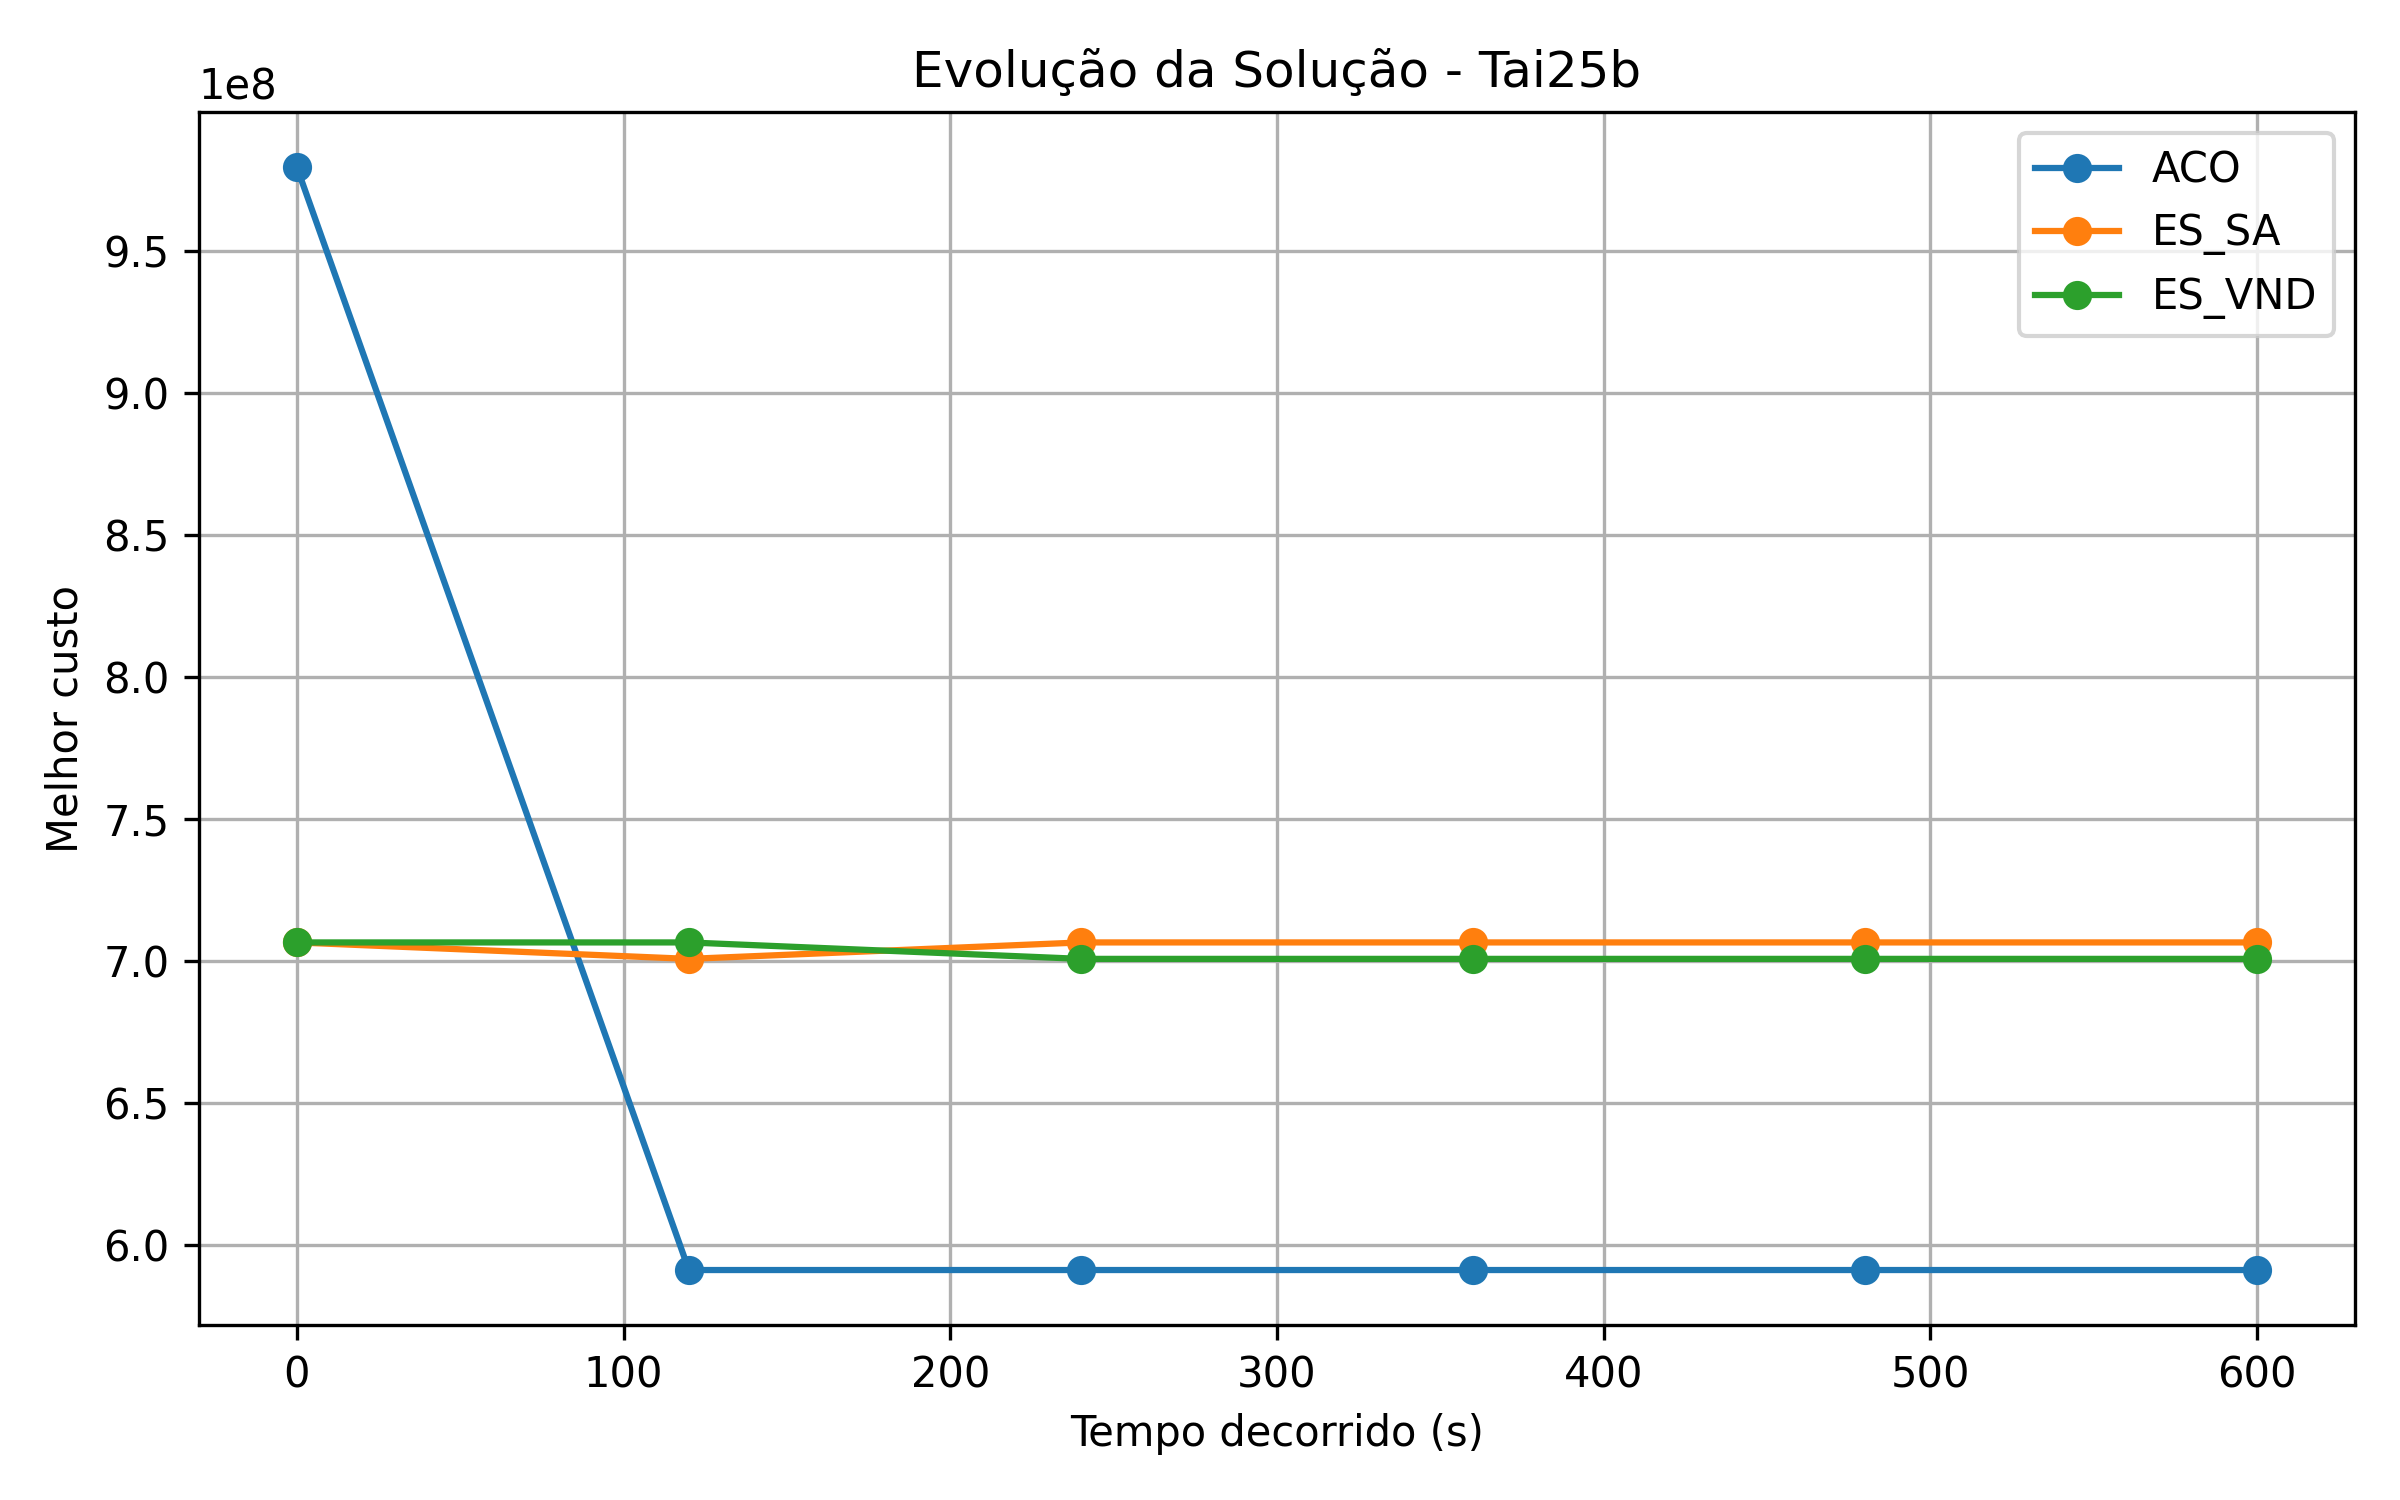 Evolução da Solução - Tai25b
1e8
ACO
ES_SA
ES_VND
9.5
9.0
8.5
8.0
7.5
7.0
6.5
6.0
Melhor custo
0 100 200 300 400 500 600
Tempo decorrido (s)